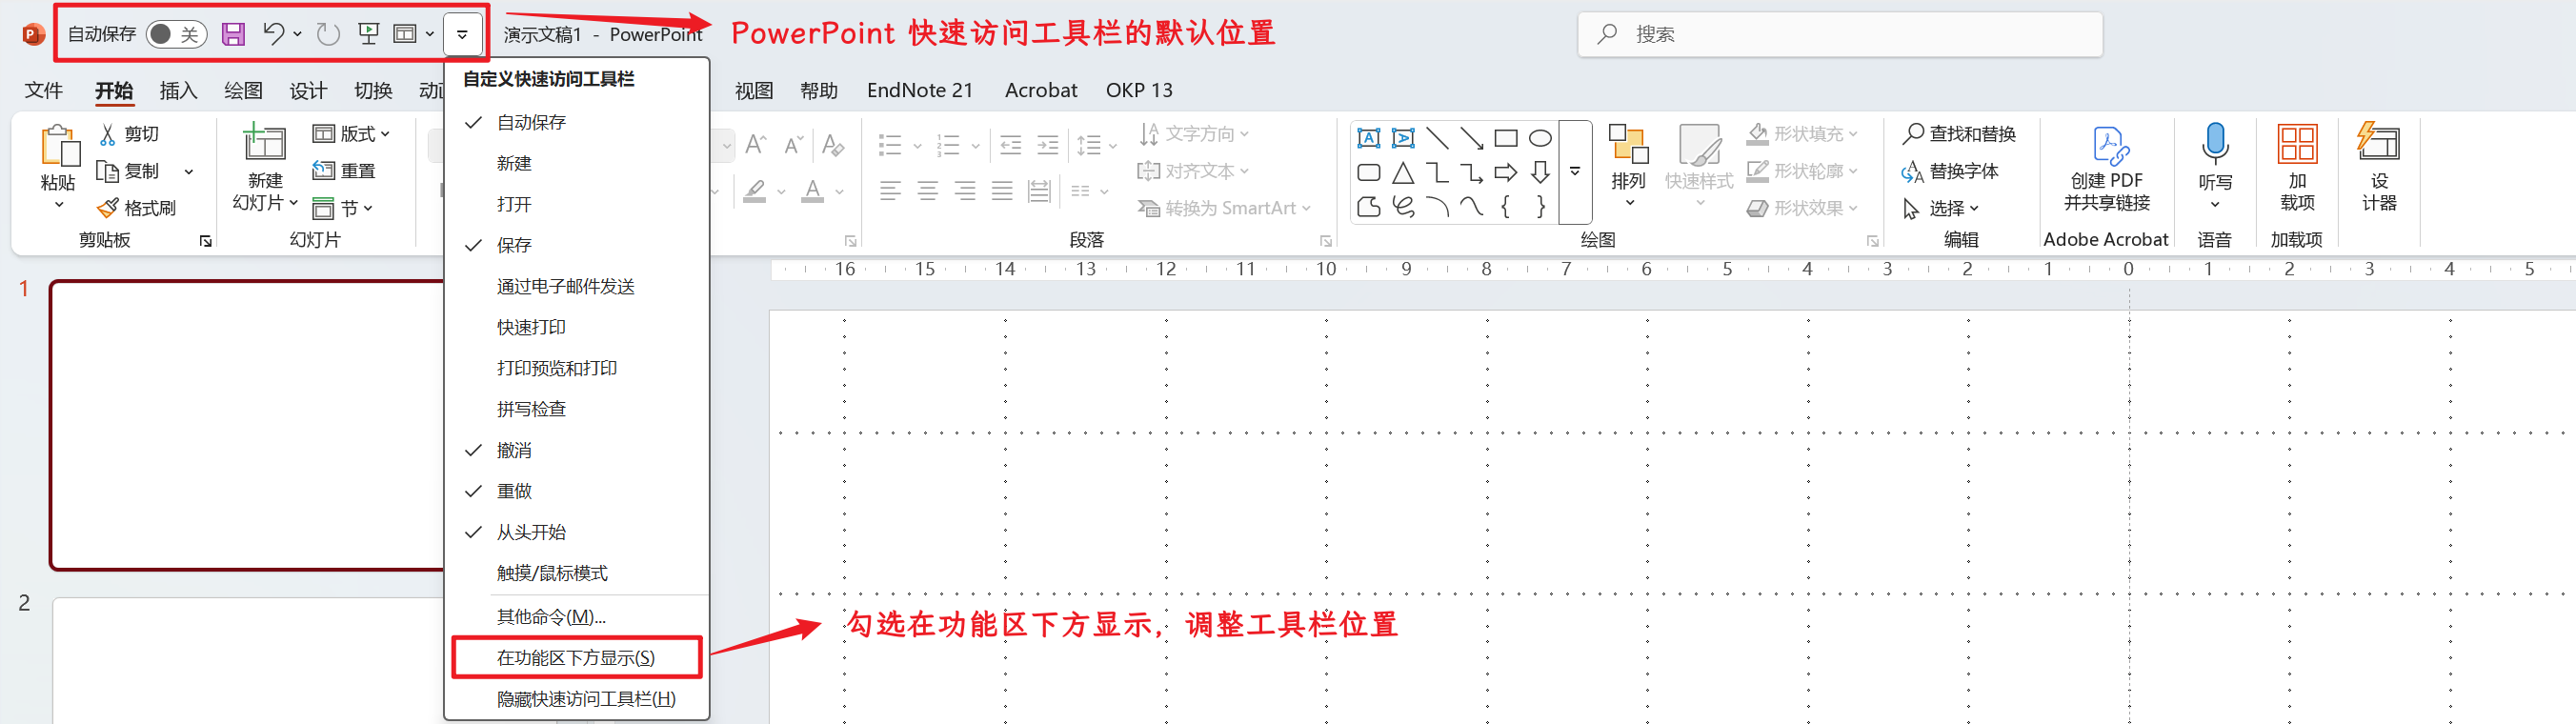 自动保存 关 演示文稿1 - PowerPoint PowerPoint 快速访问工具栏的默认位置 搜索
文件 开始 插入 绘图 设计 切换 视图 帮助 EndNote 21 Acrobat OKP 13
自定义快速访问工具栏
自动保存
新建
打开
保存
通过电子邮件发送
快速打印
打印预览和打印
拼写检查
撤消
重做
从头开始
触摸/鼠标模式
其他命令(M)...
在功能区下方显示(S)
隐藏快速访问工具栏(H)
粘贴
剪切
复制
格式刷
剪贴板
新建
幻灯片
版式
重置
节
幻灯片
文字方向
对齐文本
转换为 SmartArt
段落
排列
快速样式
形状填充
形状轮廓
形状效果
绘图
查找和替换
替换字体
选择
编辑
创建 PDF
并共享链接
Adobe Acrobat
听写
语音
加
载项
加载项
设
计器
16 15 14 13 12 11 10 9 8 7 6 5 4 3 2 1 0 1 2 3 4 5
1
2
勾选在功能区下方显示，调整工具栏位置